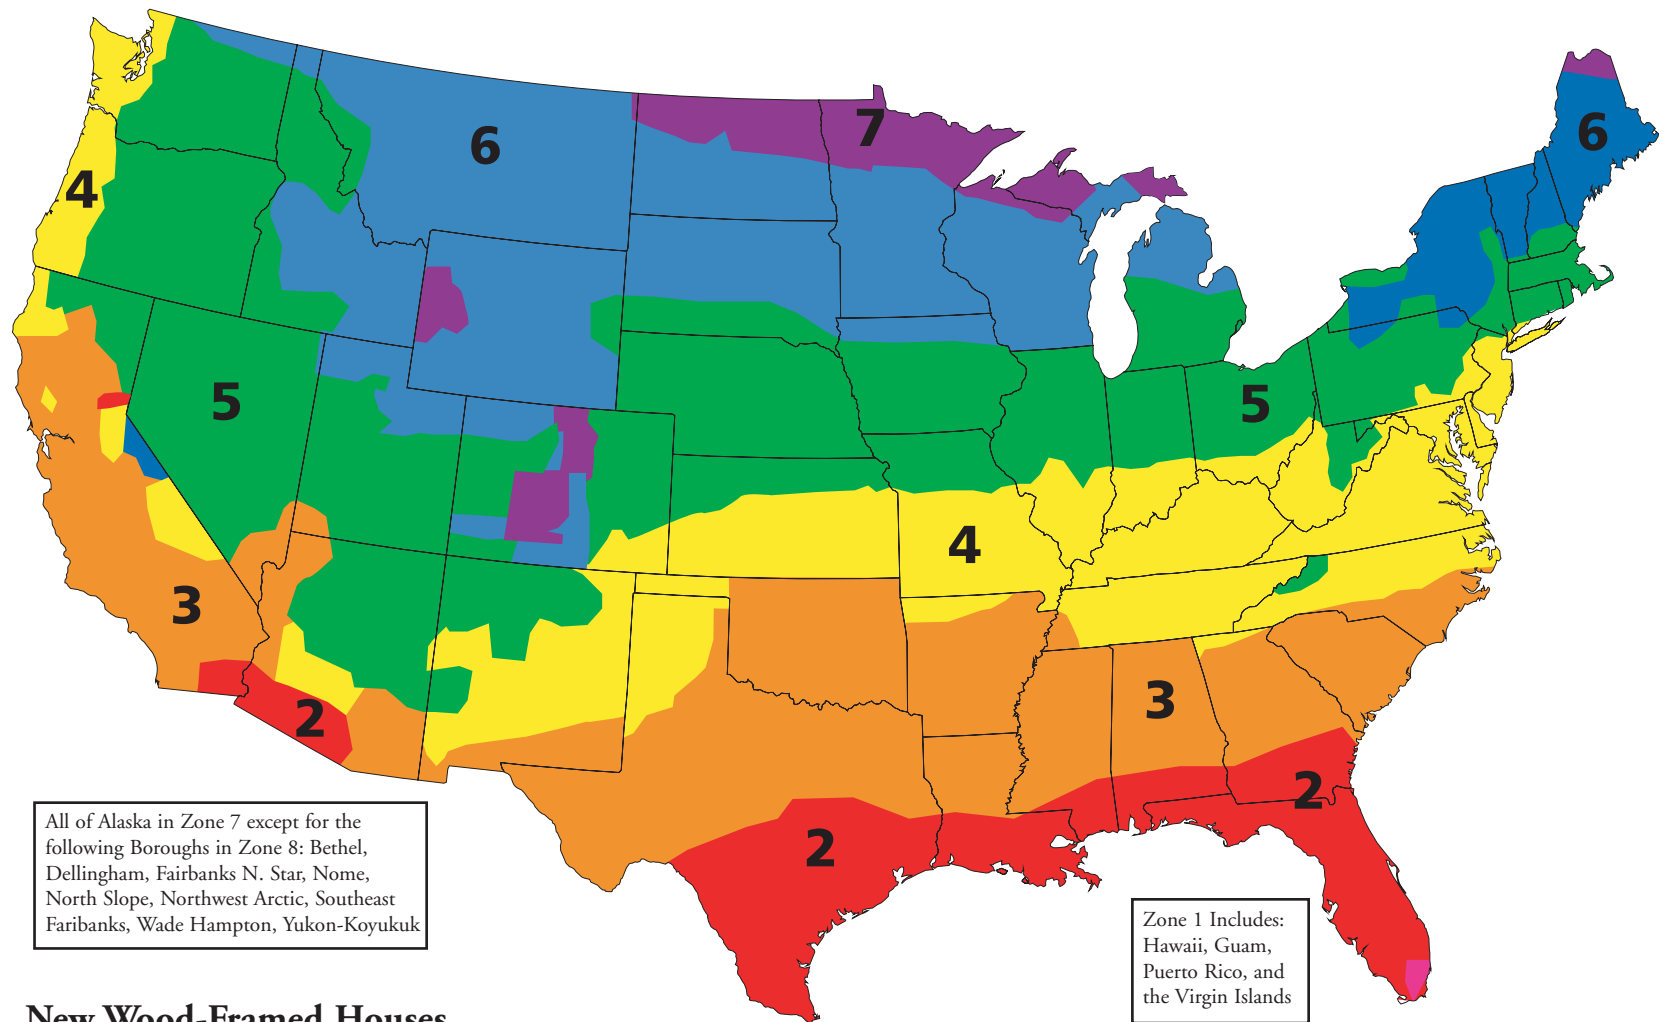 7
6
6
4
5
5
4
3
3
2
2
2
All of Alaska in Zone 7 except for the
following Boroughs in Zone 8: Bethel,
Dellingham, Fairbanks N. Star, Nome,
North Slope, Northwest Arctic, Southeast
Faribanks, Wade Hampton, Yukon-Koyukuk
Zone 1 Includes:
Hawaii, Guam,
Puerto Rico, and
the Virgin Islands
New Wood-Framed Houses